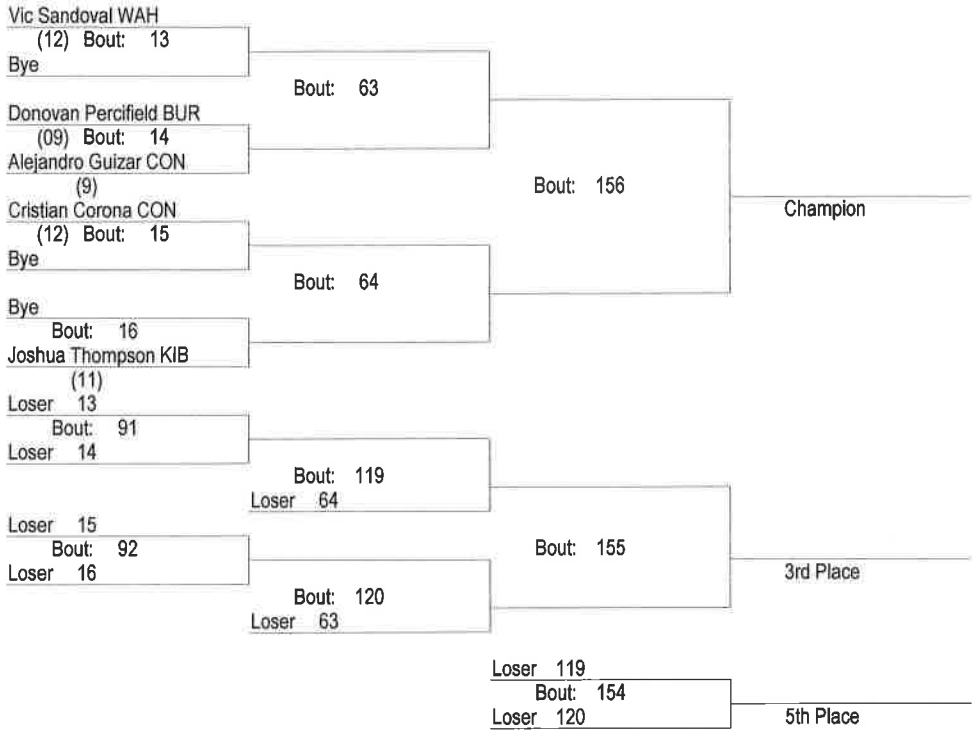 Vic Sandoval WAH
(12) Bout: 13
Bye
Bout: 63
Donovan Percifield BUR
(09) Bout: 14
Alejandro Guizar CON
(9)
Bout: 156
Cristian Corona CON
Champion
(12) Bout: 15
Bye
Bout: 64
Bye
Bout: 16
Joshua Thompson KIB
(11)
Loser 13
Bout: 91
Loser 14
Bout: 119
Loser 64
Loser 15
Bout: 92
Bout: 155
Loser 16
3rd Place
Bout: 120
Loser 63
Loser 119
Bout: 154
Loser 120
5th Place